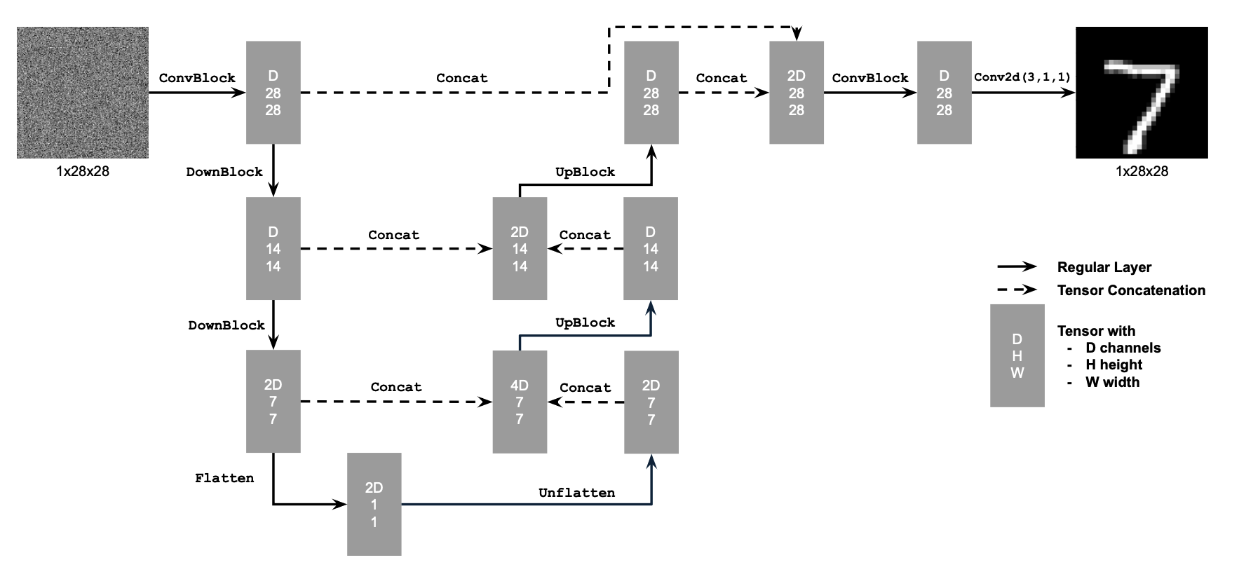 ConvBlock
D
28
28
Concat
D
28
28
Concat
2D
28
28
ConvBlock
D
28
28
Conv2d(3,1,1)
1x28x28
1x28x28
DownBlock
UpBlock
D
14
14
Concat
2D
14
14
Concat
D
14
14
DownBlock
UpBlock
2D
7
7
Concat
4D
7
7
Concat
2D
7
7
Flatten
2D
1
1
Unflatten
Regular Layer
Tensor Concatenation
D
H
W
Tensor with
- D channels
- H height
- W width
7